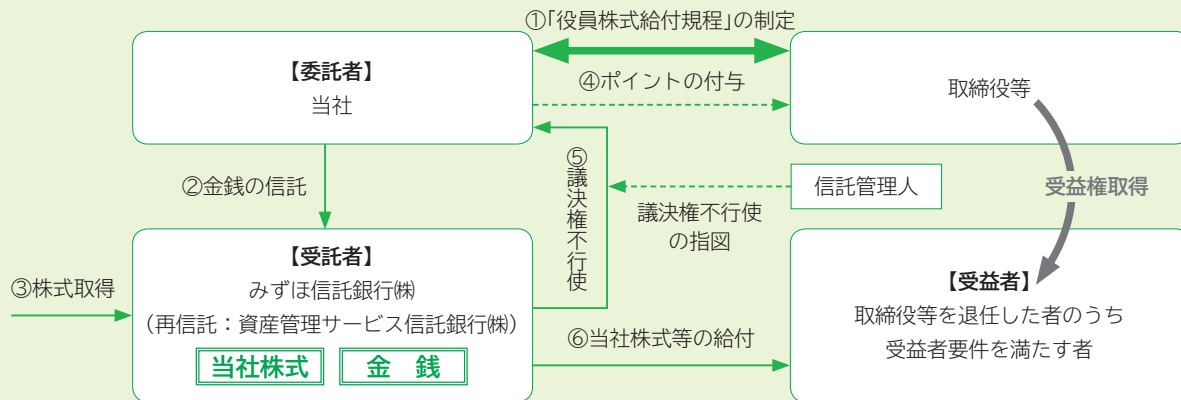 ①「役員株式給付規程」の制定
【委託者】
当社
④ポイントの付与
取締役等
②金銭の信託
⑤議決権不行使
議決権不行使
の指図
信託管理人
受益権取得
③株式取得
【受託者】
みずほ信託銀行㈱
（再信託：資産管理サービス信託銀行㈱）
当社株式
金　銭
⑥当社株式等の給付
【受益者】
取締役等を退任した者のうち
受益者要件を満たす者